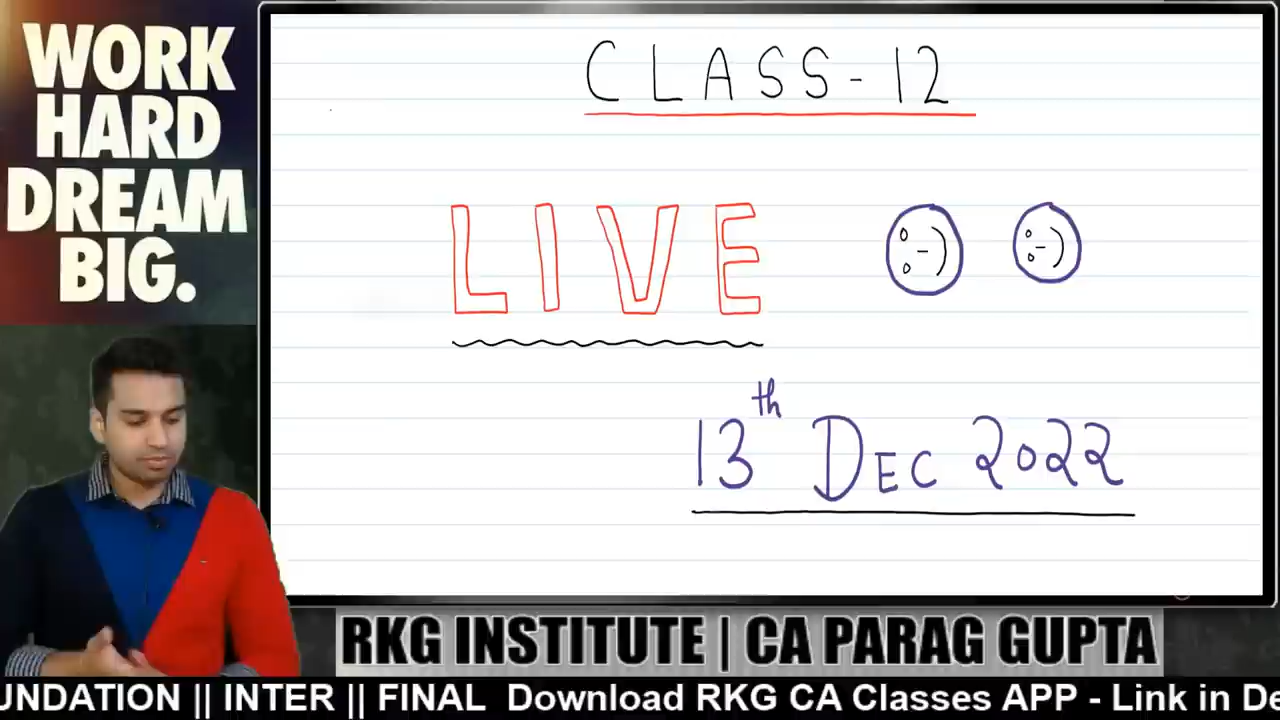 WORK
HARD
DREAM
BIG.
CLASS-12
LIVE
13th DEC 2022
RKG INSTITUTE | CA PARAG GUPTA
UNDATION || INTER || FINAL Download RKG CA Classes APP - Link in De